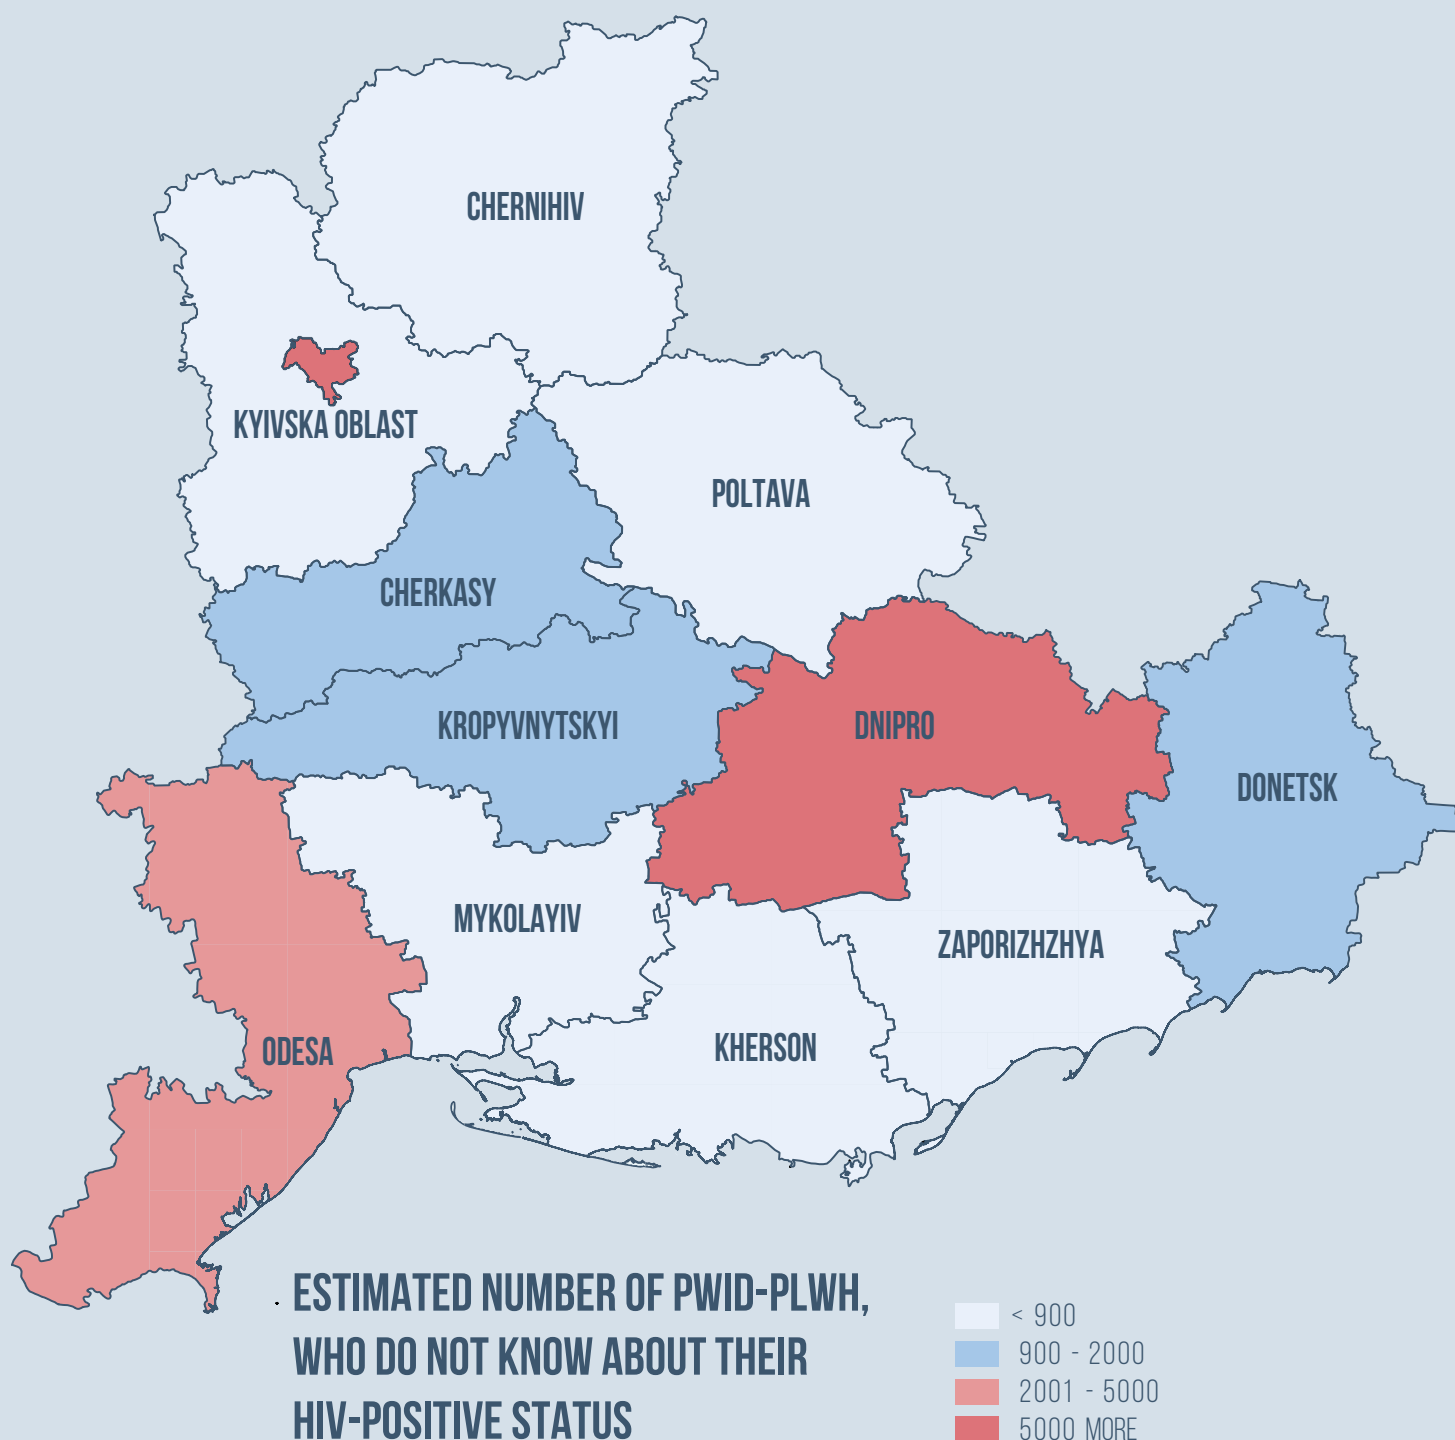 CHERNIHIV
KYIVSKA OBLAST
POLTAVA
CHERKASY
KROPYVNYTSKYI
DNIPRO
DONETSK
MYKOLAYIV
ZAPORIZHZHYA
ODESA
KHERSON
ESTIMATED NUMBER OF PWID-PLWH,
WHO DO NOT KNOW ABOUT THEIR
HIV-POSITIVE STATUS
< 900
900 - 2000
2001 - 5000
5000 MORE